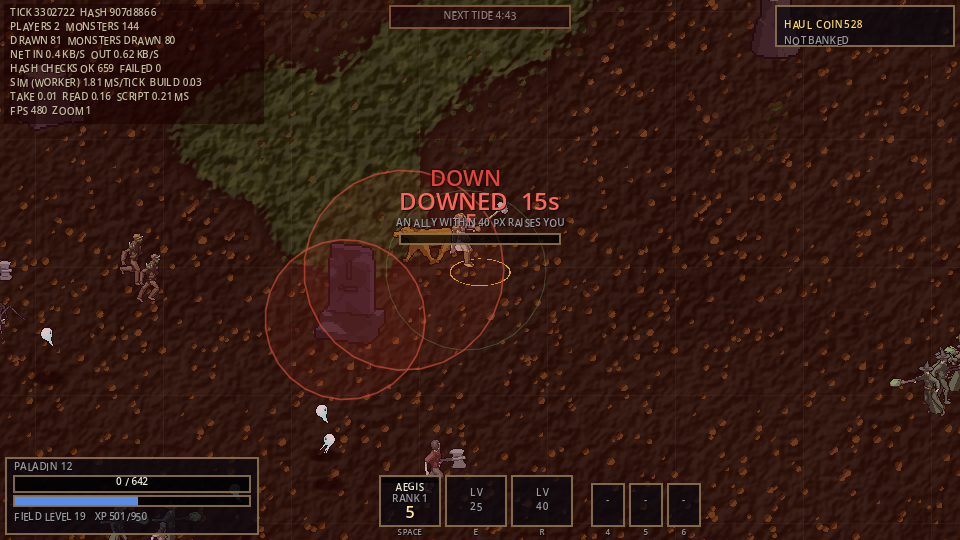 TICK 3302722 HASH 907d8866
PLAYERS 2 MONSTERS 144
DRAWN 81 MONSTERS DRAWN 80
NET IN 0.4 KB/S OUT 0.62 KB/S
HASH CHECKS OK 659 FAILED 0
SIM (WORKER) 1.81 MS/TICK BUILD 0.03
TAKE 0.01 READ 0.16 SCRIPT 0.21 MS
FPS 480 ZOOM 1
NEXT TIDE 4:43
HAUL COIN 528
NOT BANKED
DOWN
DOWNED 15s
AN ALLY WITHIN 40 PX RAISES YOU
PALADIN 12
0 / 642
FIELD LEVEL 19 XP 501/950
AEGIS
RANK 1
5
SPACE
LV
25
E
LV
40
R
-
4
-
5
-
6